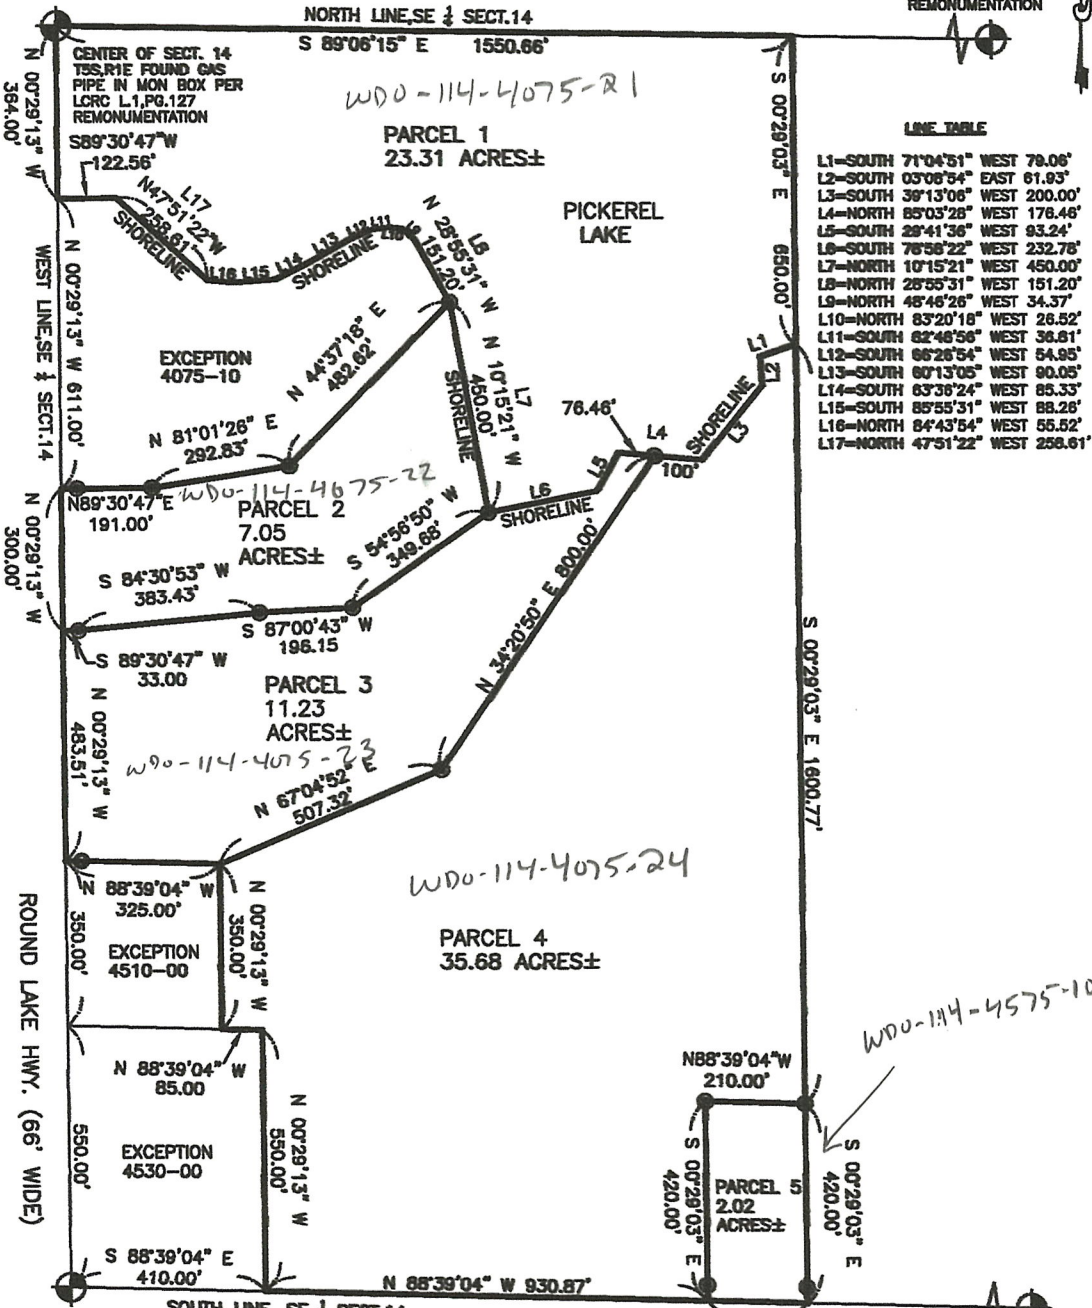 NORTH LINE,SE ¼ SECT.14
REMONUMENTATION
S 89°06'15" E 1550.66'
CENTER OF SECT. 14
T5S,R1E FOUND GAS
PIPE IN MON BOX PER
LCRC L.1,PG.127
REMONUMENTATION
N 00°29'13" W
364.00'
WDO-114-4075-21
PARCEL 1
23.31 ACRES±
S 00°29'03" E 650.00'
S89°30'47"W
122.56'
LINE TABLE
L1=SOUTH 71°04'51" WEST 79.06'
L2=SOUTH 03°08'54" EAST 61.93'
L3=SOUTH 39°13'06" WEST 200.00'
L4=NORTH 85°03'28" WEST 176.46'
L5=SOUTH 29°41'36" WEST 93.24'
L6=SOUTH 78°56'22" WEST 232.78'
L7=NORTH 10°15'21" WEST 450.00'
L8=NORTH 28°55'31" WEST 151.20'
L9=NORTH 48°46'26" WEST 34.37'
L10=NORTH 83°20'18" WEST 26.52'
L11=SOUTH 82°48'56" WEST 36.61'
L12=SOUTH 66°26'54" WEST 54.95'
L13=SOUTH 60°13'05" WEST 90.05'
L14=SOUTH 63°36'24" WEST 85.33'
L15=SOUTH 85°55'31" WEST 88.28'
L16=NORTH 84°43'54" WEST 55.52'
L17=NORTH 47°51'22" WEST 258.61'
L17
N47°51'22"W
258.61'
SHORELINE
L16 L15 L14 L13 L12 L11 L10 L9
SHORELINE
L8
N 28°55'31" W
151.20'
PICKEREL
LAKE
WEST LINE,SE ¼ SECT.14
N 00°29'13" W 611.00'
EXCEPTION
4075-10
N 44°37'18" E
482.62'
L7
N 10°15'21" W
450.00'
SHORELINE
L1
L2
SHORELINE
L3
76.46'
L4
100'
L5
L6
SHORELINE
N 81°01'26" E
292.83'
N89°30'47"E
191.00'
WDO-114-4075-22
PARCEL 2
7.05
ACRES±
N 00°29'13" W
300.00'
S 54°56'50" W
349.68'
S 84°30'53" W
383.43'
S 87°00'43" W
196.15
S 89°30'47" W
33.00
N 34°20'50" E 800.00'
S 00°29'03" E 1600.77'
PARCEL 3
11.23
ACRES±
N 00°29'13" W
483.51'
WDO-114-4075-23
N 67°04'52" E
507.32'
N 88°39'04" W
325.00'
WDO-114-4075-24
ROUND LAKE HWY. (66' WIDE)
350.00'
EXCEPTION
4510-00
N 00°29'13" W
350.00'
PARCEL 4
35.68 ACRES±
WDO-114-4575-10
N 88°39'04" W
85.00
N88°39'04"W
210.00'
550.00'
EXCEPTION
4530-00
N 00°29'13" W
550.00'
S 00°29'03" E
420.00'
PARCEL 5
2.02
ACRES±
S 00°29'03" E
420.00'
S 88°39'04" E
410.00'
N 88°39'04" W 930.87'